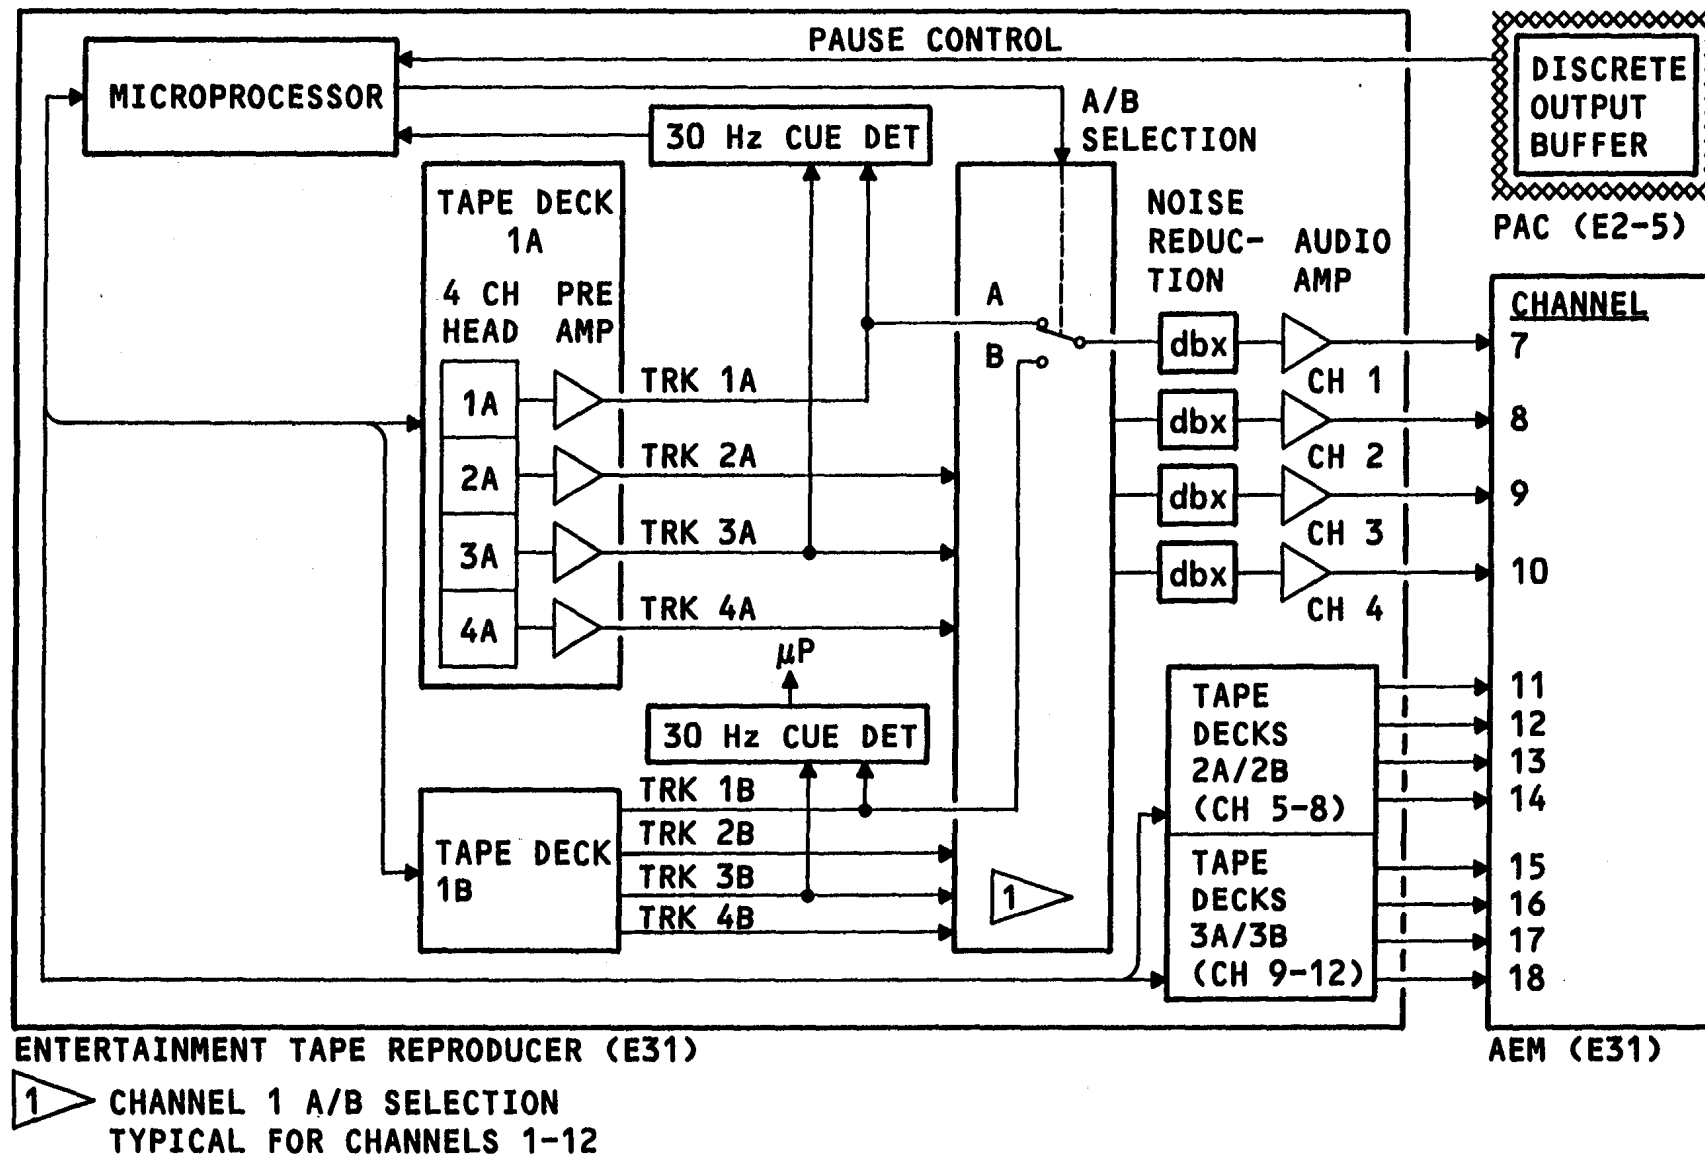 PAUSE CONTROL
MICROPROCESSOR
30 Hz CUE DET
A/B
SELECTION
DISCRETE
OUTPUT
BUFFER
PAC (E2-5)
TAPE DECK
1A
4 CH
HEAD
PRE
AMP
1A
2A
3A
4A
TRK 1A
TRK 2A
TRK 3A
TRK 4A
A
B
NOISE
REDUC-
TION
AUDIO
AMP
dbx
CH 1
dbx
CH 2
dbx
CH 3
dbx
CH 4
CHANNEL
7
8
9
10
11
12
13
14
15
16
17
18
µP
30 Hz CUE DET
TAPE DECK
1B
TRK 1B
TRK 2B
TRK 3B
TRK 4B
1
TAPE
DECKS
2A/2B
(CH 5-8)
TAPE
DECKS
3A/3B
(CH 9-12)
ENTERTAINMENT TAPE REPRODUCER (E31)
AEM (E31)
1 CHANNEL 1 A/B SELECTION
TYPICAL FOR CHANNELS 1-12